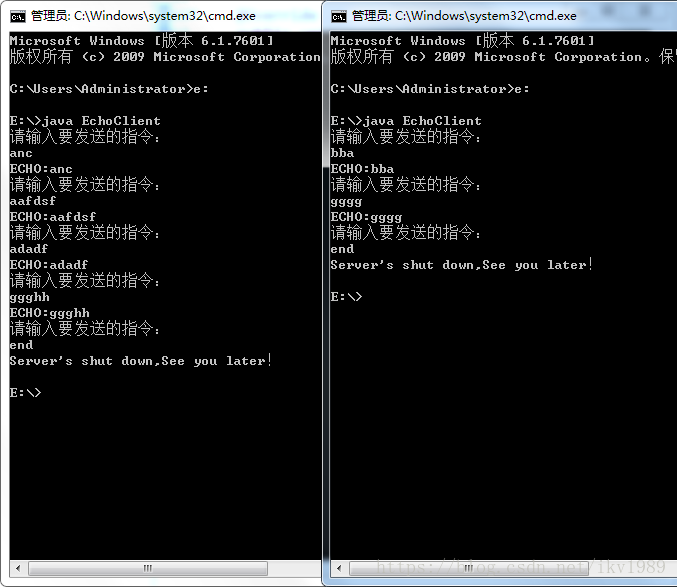 管理员: C:\Windows\system32\cmd.exe
Microsoft Windows [版本 6.1.7601]
版权所有 (c) 2009 Microsoft Corporation
C:\Users\Administrator>e:
E:\>java EchoClient
请输入要发送的指令:
anc
ECHO:anc
请输入要发送的指令:
aafdsf
ECHO:aafdsf
请输入要发送的指令:
adadf
ECHO:adadf
请输入要发送的指令:
ggghh
ECHO:ggghh
请输入要发送的指令:
end
Server's shut down,See you later!
E:\>
管理员: C:\Windows\system32\cmd.exe
Microsoft Windows [版本 6.1.7601]
版权所有 (c) 2009 Microsoft Corporation。保
C:\Users\Administrator>e:
E:\>java EchoClient
请输入要发送的指令:
bba
ECHO:bba
请输入要发送的指令:
gggg
ECHO:gggg
请输入要发送的指令:
end
Server's shut down,See you later!
E:\>
https://blog.csdn.net/ikv1989